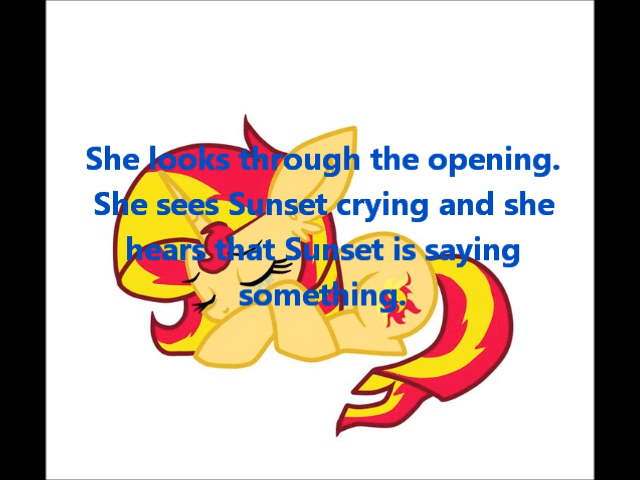 She looks through the opening.
She sees Sunset crying and she
hears that Sunset is saying
something.